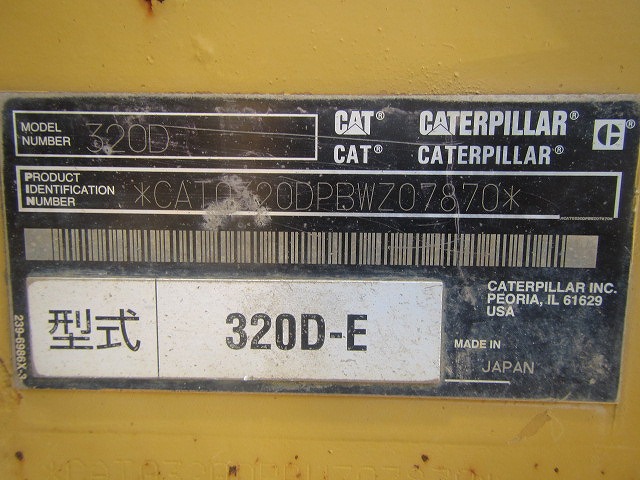 MODEL NUMBER 320D
CAT® CATERPILLAR®
CAT® CATERPILLAR®
PRODUCT IDENTIFICATION NUMBER *CAT0320DPBWZ07870*
型式 320D-E
CATERPILLAR INC.
PEORIA, IL 61629
USA
MADE IN
JAPAN